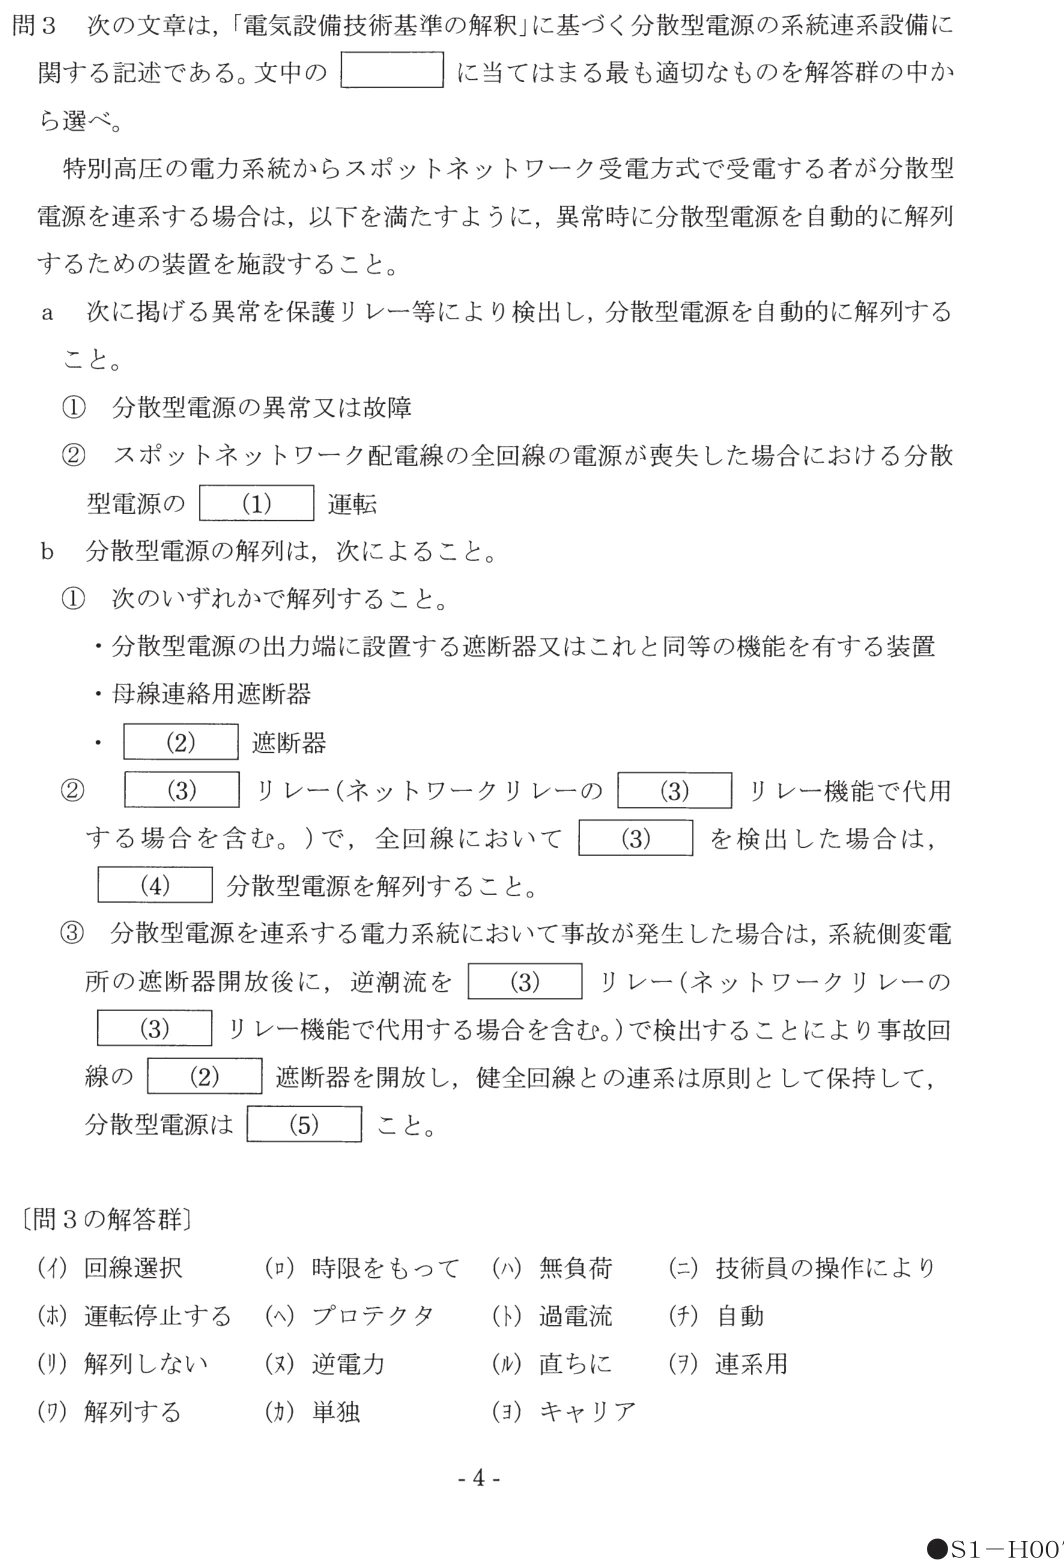 問3　次の文章は，「電気設備技術基準の解釈」に基づく分散型電源の系統連系設備に
関する記述である。文中の　　　　に当てはまる最も適切なものを解答群の中か
ら選べ。
特別高圧の電力系統からスポットネットワーク受電方式で受電する者が分散型
電源を連系する場合は，以下を満たすように，異常時に分散型電源を自動的に解列
するための装置を施設すること。
a　次に掲げる異常を保護リレー等により検出し，分散型電源を自動的に解列する
こと。
①　分散型電源の異常又は故障
②　スポットネットワーク配電線の全回線の電源が喪失した場合における分散
型電源の (1) 運転
b　分散型電源の解列は，次によること。
①　次のいずれかで解列すること。
・分散型電源の出力端に設置する遮断器又はこれと同等の機能を有する装置
・母線連絡用遮断器
・ (2) 遮断器
②　(3) リレー（ネットワークリレーの (3) リレー機能で代用
する場合を含む。）で，全回線において (3) を検出した場合は，
(4) 分散型電源を解列すること。
③　分散型電源を連系する電力系統において事故が発生した場合は，系統側変電
所の遮断器開放後に，逆潮流を (3) リレー（ネットワークリレーの
(3) リレー機能で代用する場合を含む。）で検出することにより事故回
線の (2) 遮断器を開放し，健全回線との連系は原則として保持して，
分散型電源は (5) こと。
〔問3の解答群〕
(イ) 回線選択　(ロ) 時限をもって　(ハ) 無負荷　(ニ) 技術員の操作により
(ホ) 運転停止する　(ヘ) プロテクタ　(ト) 過電流　(チ) 自動
(リ) 解列しない　(ヌ) 逆電力　(ル) 直ちに　(ヲ) 連系用
(ワ) 解列する　(カ) 単独　(ヨ) キャリア
- 4 -
●S1－H00